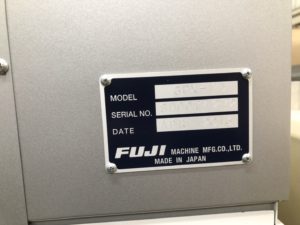 MODEL
SERIAL NO.
DATE
FUJI MACHINE MFG.CO.,LTD.
MADE IN JAPAN